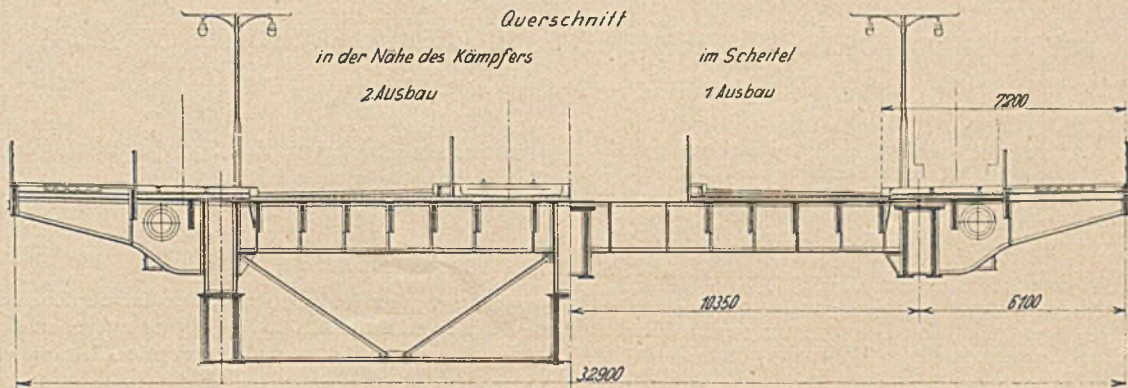 Querschnitt
in der Nähe des Kämpfers
2.Ausbau
im Scheitel
1 Ausbau
7200
10350
6100
32900